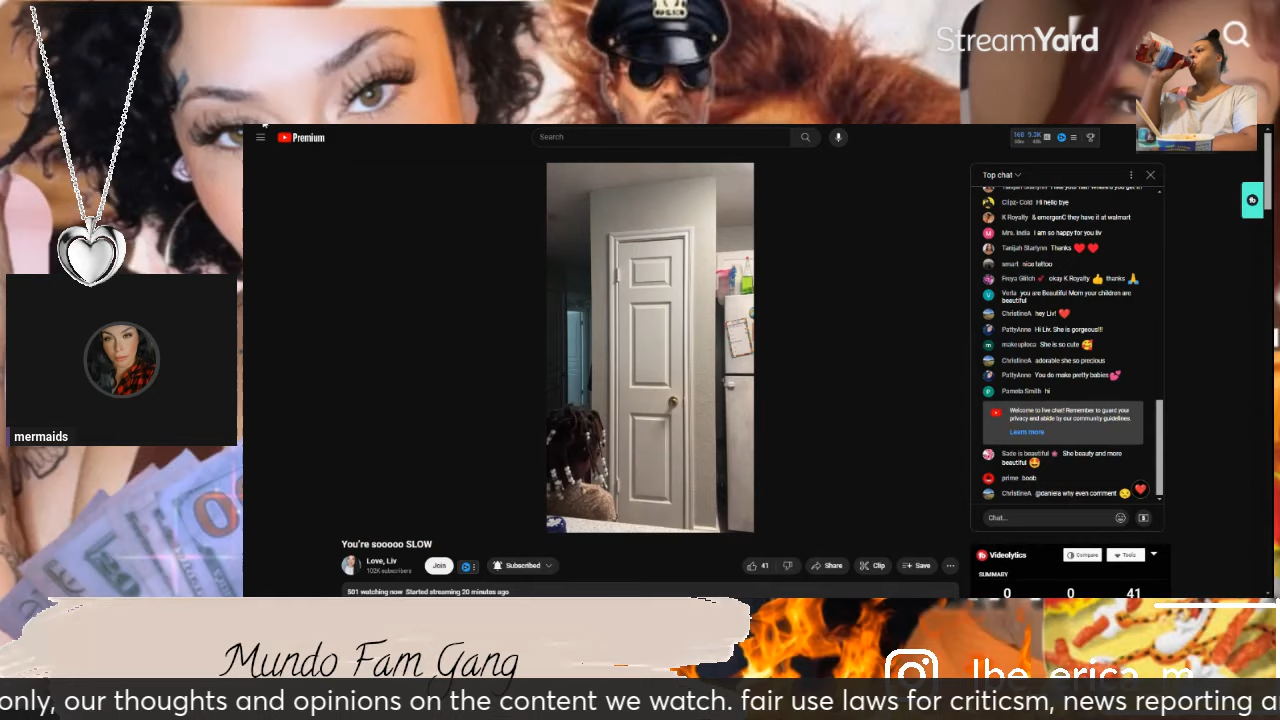 StreamYard
Premium
Search
Top chat
Clipz- Cold Hi hello bye
K Royalty & emergenC they have it at walmart
Mrs. India I am so happy for you liv
Tanijah Starlynn Thanks ❤️ ❤️
smart nice tattoo
Freya Glitch okay K Royalty 👍 thanks 🙏
Verla you are Beautiful Mom your children are
beautiful
ChristineA hey Liv! ❤️
PattyAnne Hi Liv. She is gorgeous!!!
makeuploca She is so cute 🥰
ChristineA adorable she so precious
PattyAnne You do make pretty babies 💕
Pamela Smith hi
Welcome to live chat! Remember to guard your
privacy and abide by our community guidelines.
Learn more
Sade is beautiful 🌸 She beauty and more
beautiful 🤩
prime boob
ChristineA @daniela why even comment 😒
Chat...
mermaids
You're sooooo SLOW
Love, Liv
102K subscribers
Join
Subscribed
41
Share
Clip
Save
501 watching now Started streaming 20 minutes ago
Videolytics
Compare
Tools
SUMMARY
0 0 41
Mundo Fam Gang
only, our thoughts and opinions on the content we watch. fair use laws for criticsm, news reporting a